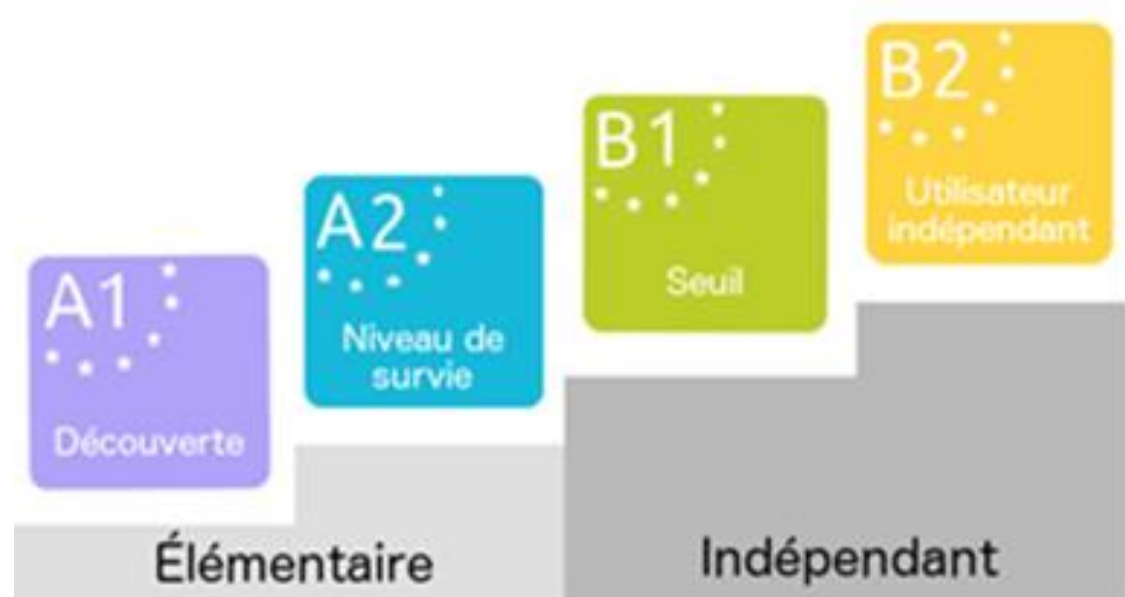 A1
Découverte
A2
Niveau de
survie
B1
Seuil
B2
Utilisateur
indépendant
Élémentaire
Indépendant